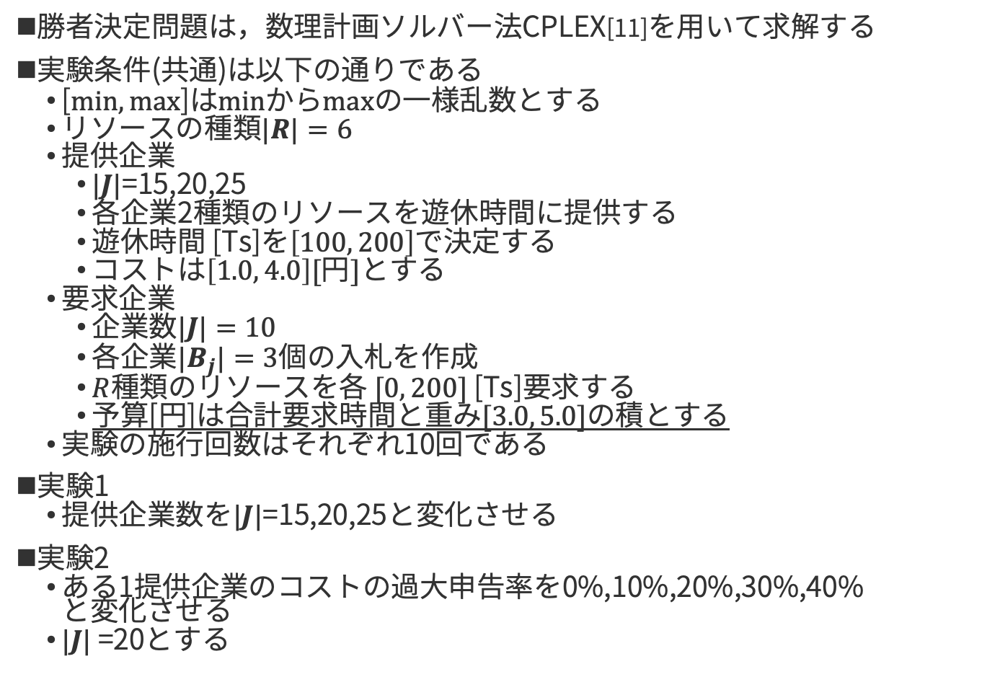 ■勝者決定問題は，数理計画ソルバー法CPLEX[11]を用いて求解する
■実験条件(共通)は以下の通りである
• [min, max]はminからmaxの一様乱数とする
• リソースの種類|R| = 6
• 提供企業
• |J|=15,20,25
• 各企業2種類のリソースを遊休時間に提供する
• 遊休時間 [Ts]を[100, 200]で決定する
• コストは[1.0, 4.0][円]とする
• 要求企業
• 企業数|J| = 10
• 各企業|B_j| = 3個の入札を作成
• R種類のリソースを各 [0, 200] [Ts]要求する
• 予算[円]は合計要求時間と重み[3.0, 5.0]の積とする
• 実験の施行回数はそれぞれ10回である
■実験1
• 提供企業数を|J|=15,20,25と変化させる
■実験2
• ある1提供企業のコストの過大申告率を0%,10%,20%,30%,40%
と変化させる
• |J| =20とする